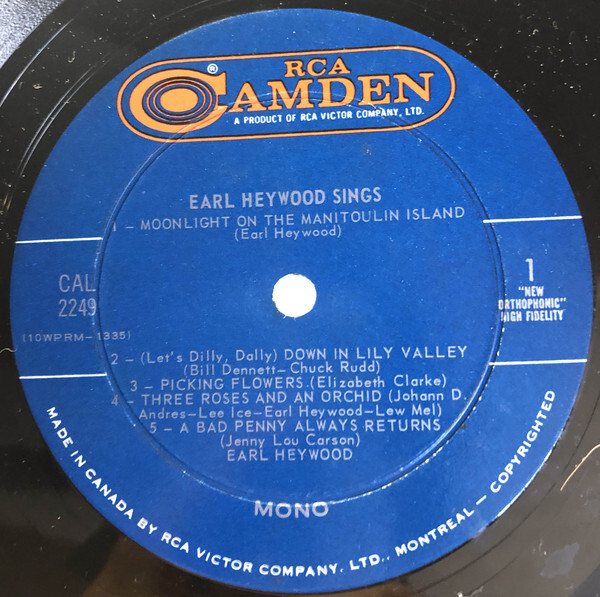 RCA
CAMDEN
®
A PRODUCT OF RCA VICTOR COMPANY, LTD.
EARL HEYWOOD SINGS
1 – MOONLIGHT ON THE MANITOULIN ISLAND
(Earl Heywood)
CAL
2249
(10WPRM-1335)
1
"NEW
ORTHOPHONIC"
HIGH FIDELITY
2 – (Let's Dilly, Dally) DOWN IN LILY VALLEY
(Bill Dennett–Chuck Rudd)
3 – PICKING FLOWERS.(Elizabeth Clarke)
4 – THREE ROSES AND AN ORCHID (Johann D.
Andres–Lee Ice–Earl Heywood–Lew Mel)
5 – A BAD PENNY ALWAYS RETURNS
(Jenny Lou Carson)
EARL HEYWOOD
MONO
MADE IN CANADA BY RCA VICTOR COMPANY, LTD., MONTREAL – COPYRIGHTED